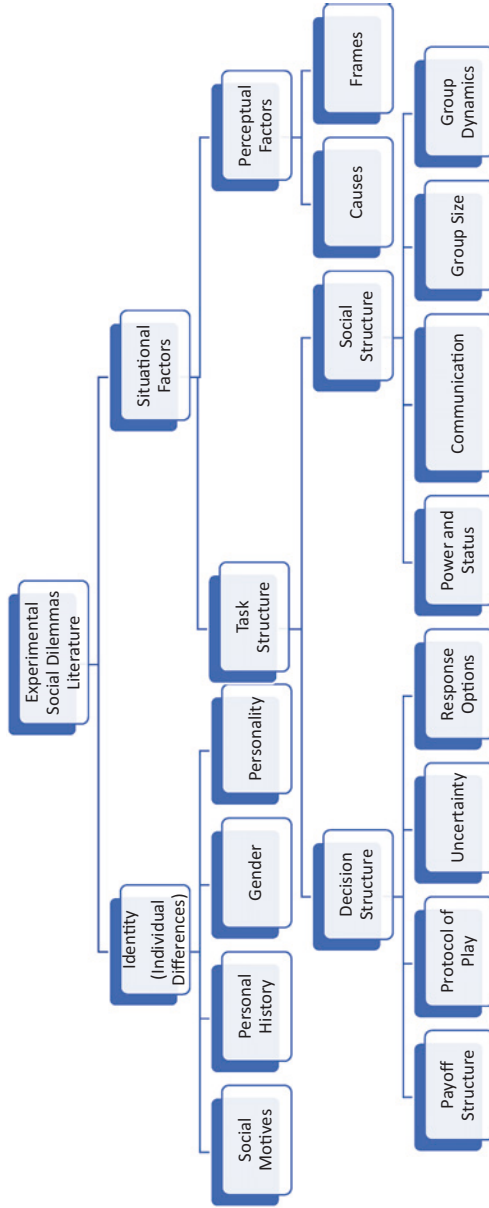 Experimental
Social Dilemmas
Literature
Identity
(Individual
Differences)
Situational
Factors
Social
Motives
Personal
History
Gender
Personality
Task
Structure
Perceptual
Factors
Decision
Structure
Social
Structure
Causes
Frames
Payoff
Structure
Protocol of
Play
Uncertainty
Response
Options
Power and
Status
Communication
Group Size
Group
Dynamics